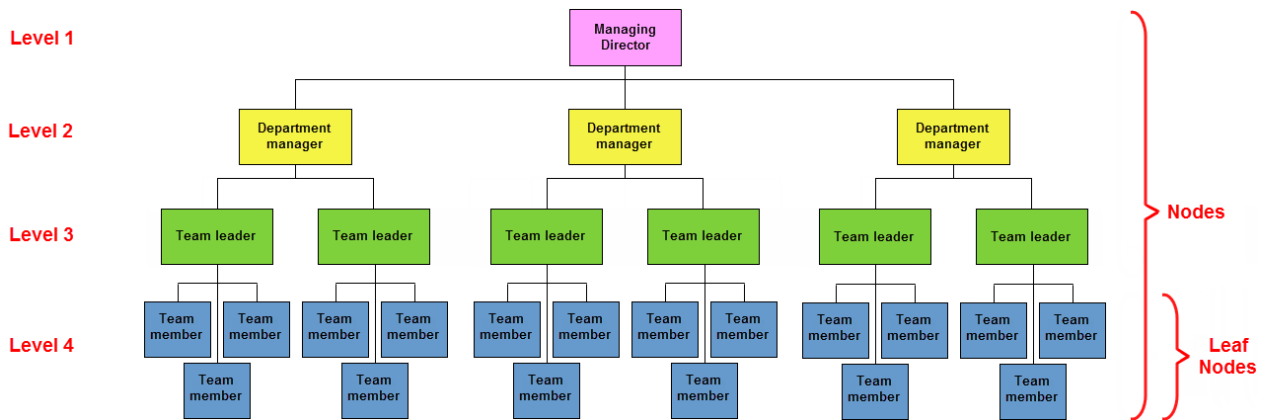 Level 1
Managing
Director
Level 2
Department
manager
Department
manager
Department
manager
Level 3
Team leader
Team leader
Team leader
Team leader
Team leader
Team leader
Nodes
Level 4
Team
member
Team
member
Team
member
Team
member
Team
member
Team
member
Team
member
Team
member
Team
member
Team
member
Team
member
Team
member
Team
member
Team
member
Team
member
Team
member
Team
member
Team
member
Leaf
Nodes